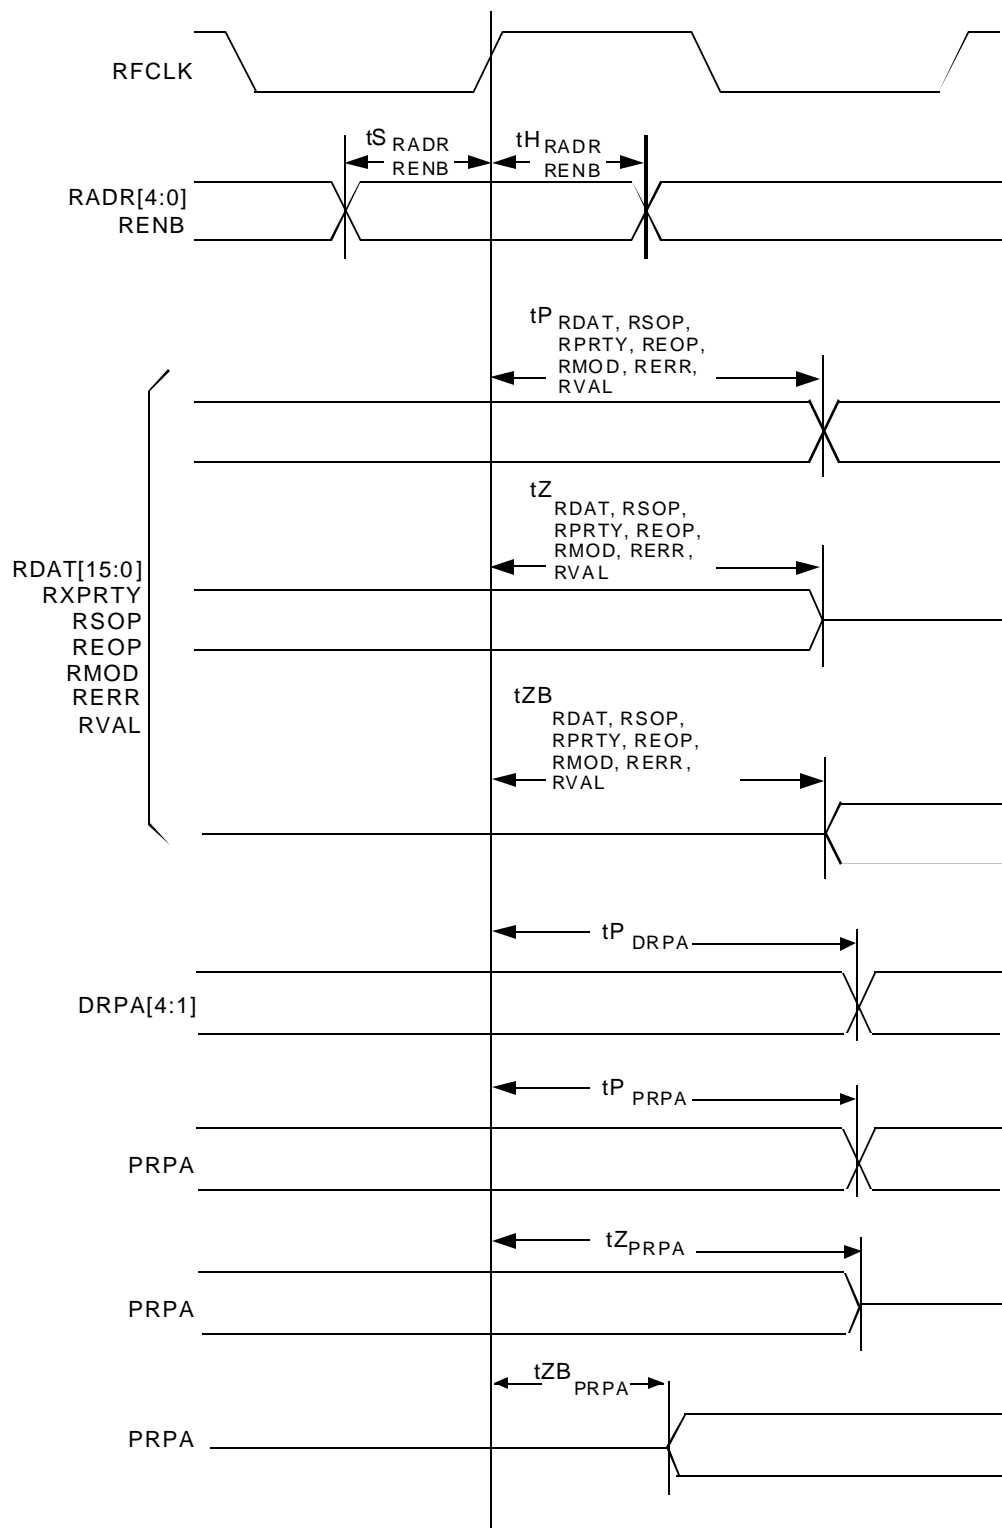 RFCLK
tS RADR
RENB
tH RADR
RENB
RADR[4:0]
RENB
tP RDAT, RSOP,
RPRTY, REOP,
RMOD, RERR,
RVAL
tZ
RDAT, RSOP,
RPRTY, REOP,
RMOD, RERR,
RVAL
RDAT[15:0]
RXPRTY
RSOP
REOP
RMOD
RERR
RVAL
tZB
RDAT, RSOP,
RPRTY, REOP,
RMOD, RERR,
RVAL
tP DRPA
DRPA[4:1]
tP PRPA
PRPA
tZ PRPA
PRPA
tZB PRPA
PRPA